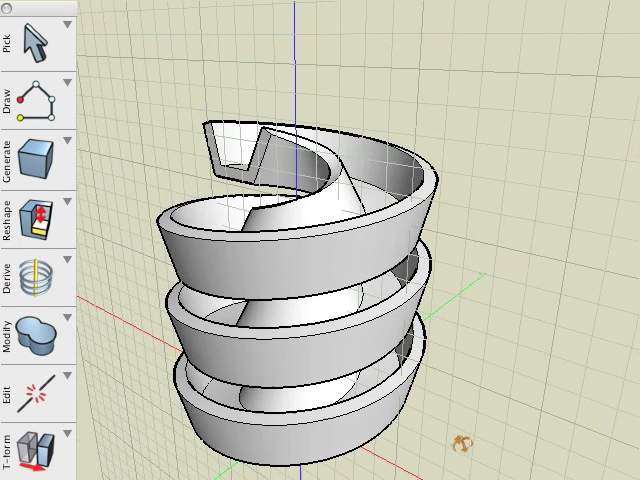 Pick
Draw
Generate
Reshape
Derive
Modify
Edit
T-form